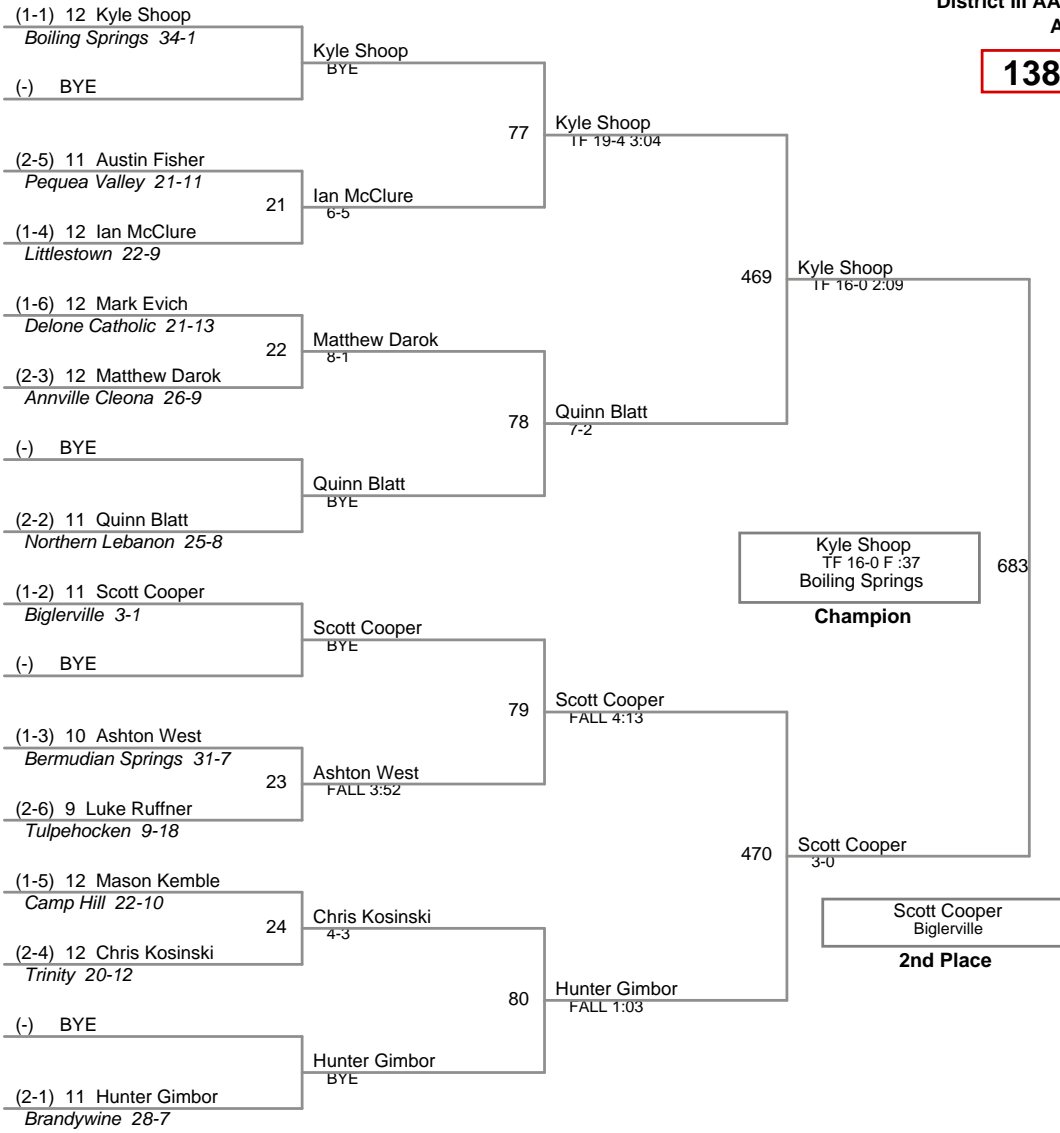 District III AA
A
138
(1-1) 12 Kyle Shoop
Boiling Springs 34-1
(-) BYE
(2-5) 11 Austin Fisher
Pequea Valley 21-11
(1-4) 12 Ian McClure
Littlestown 22-9
(1-6) 12 Mark Evich
Delone Catholic 21-13
(2-3) 12 Matthew Darok
Annville Cleona 26-9
(-) BYE
(2-2) 11 Quinn Blatt
Northern Lebanon 25-8
(1-2) 11 Scott Cooper
Biglerville 3-1
(-) BYE
(1-3) 10 Ashton West
Bermudian Springs 31-7
(2-6) 9 Luke Ruffner
Tulpehocken 9-18
(1-5) 12 Mason Kemble
Camp Hill 22-10
(2-4) 12 Chris Kosinski
Trinity 20-12
(-) BYE
(2-1) 11 Hunter Gimbor
Brandywine 28-7
Kyle Shoop
BYE
21
Ian McClure
6-5
22
Matthew Darok
8-1
Quinn Blatt
BYE
Scott Cooper
BYE
23
Ashton West
FALL 3:52
24
Chris Kosinski
4-3
Hunter Gimbor
BYE
77
Kyle Shoop
TF 19-4 3:04
78
Quinn Blatt
7-2
79
Scott Cooper
FALL 4:13
80
Hunter Gimbor
FALL 1:03
469
Kyle Shoop
TF 16-0 2:09
470
Scott Cooper
3-0
683
Kyle Shoop
TF 16-0 F :37
Boiling Springs
Champion
Scott Cooper
Biglerville
2nd Place